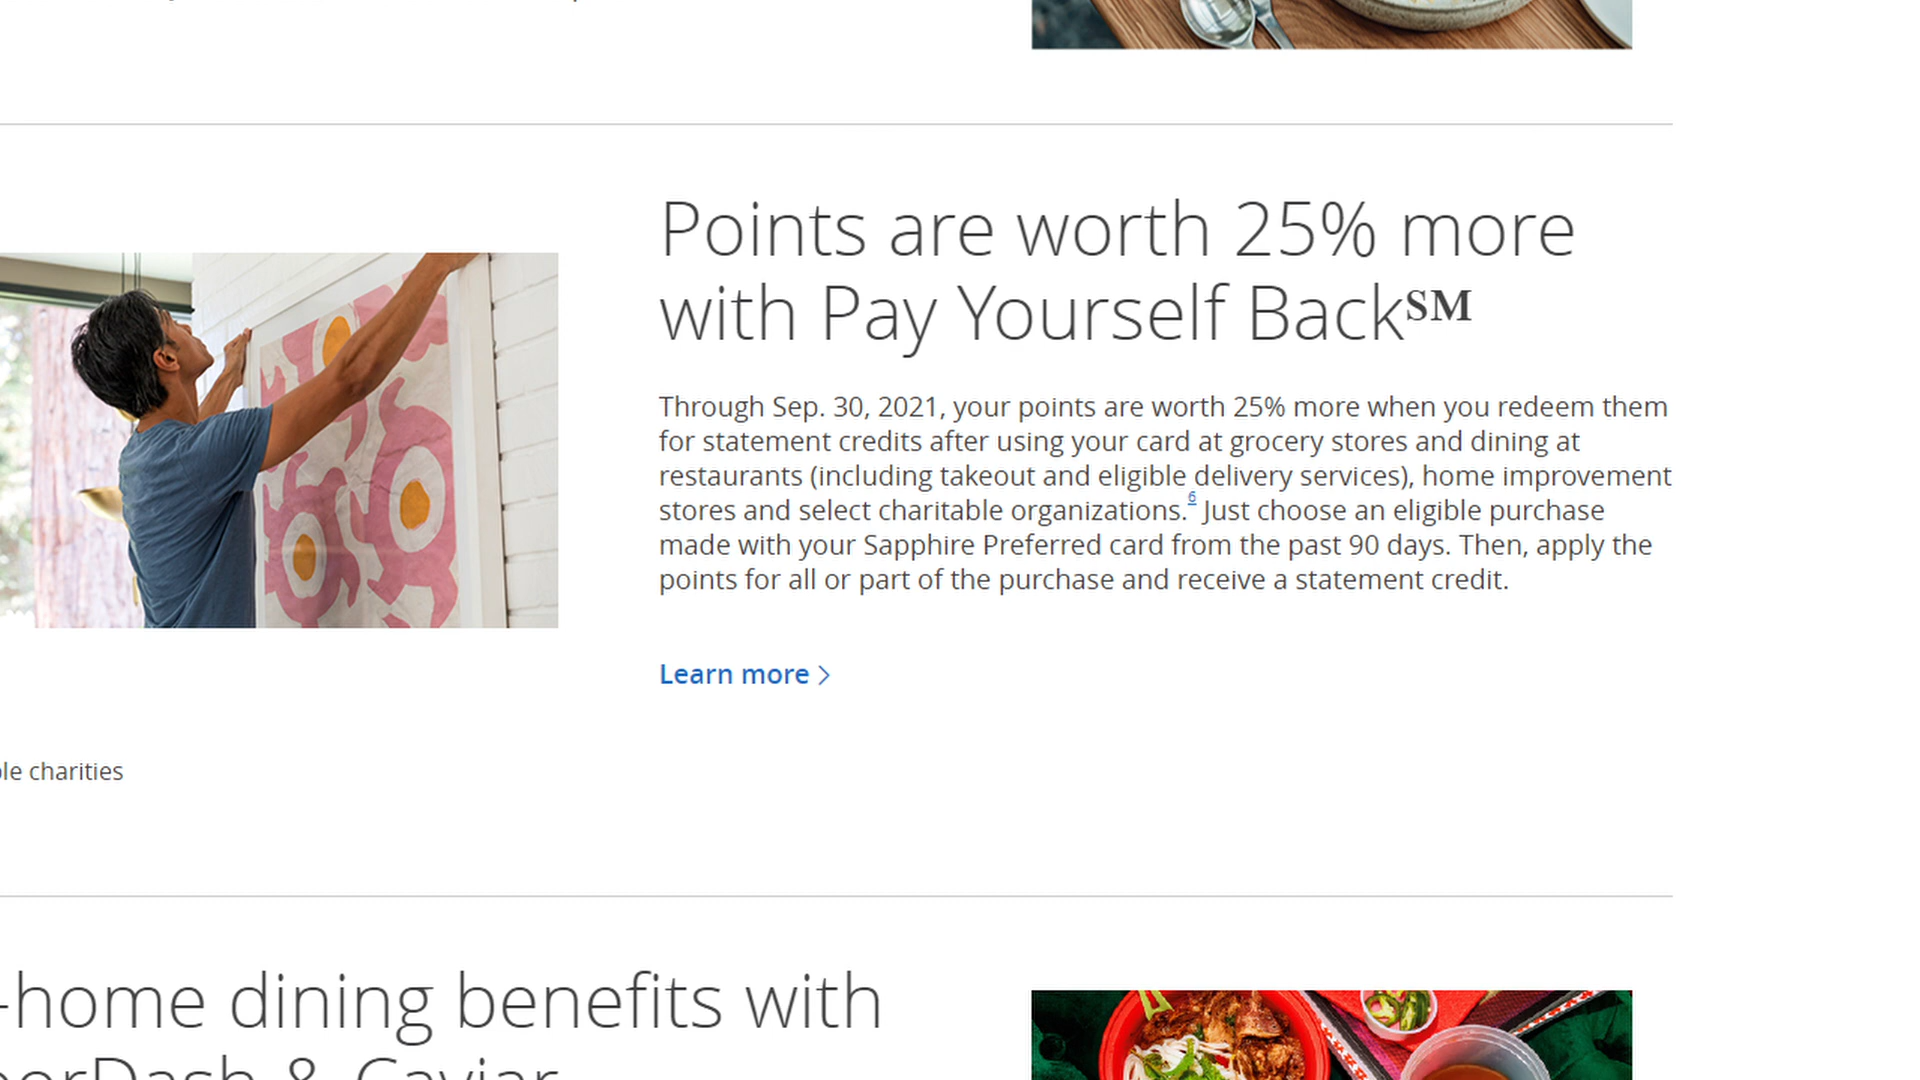 Points are worth 25% more
with Pay Yourself Back℠
Through Sep. 30, 2021, your points are worth 25% more when you redeem them
for statement credits after using your card at grocery stores and dining at
restaurants (including takeout and eligible delivery services), home improvement
stores and select charitable organizations.6 Just choose an eligible purchase
made with your Sapphire Preferred card from the past 90 days. Then, apply the
points for all or part of the purchase and receive a statement credit.
Learn more >
charities
-home dining benefits with
& Caviar